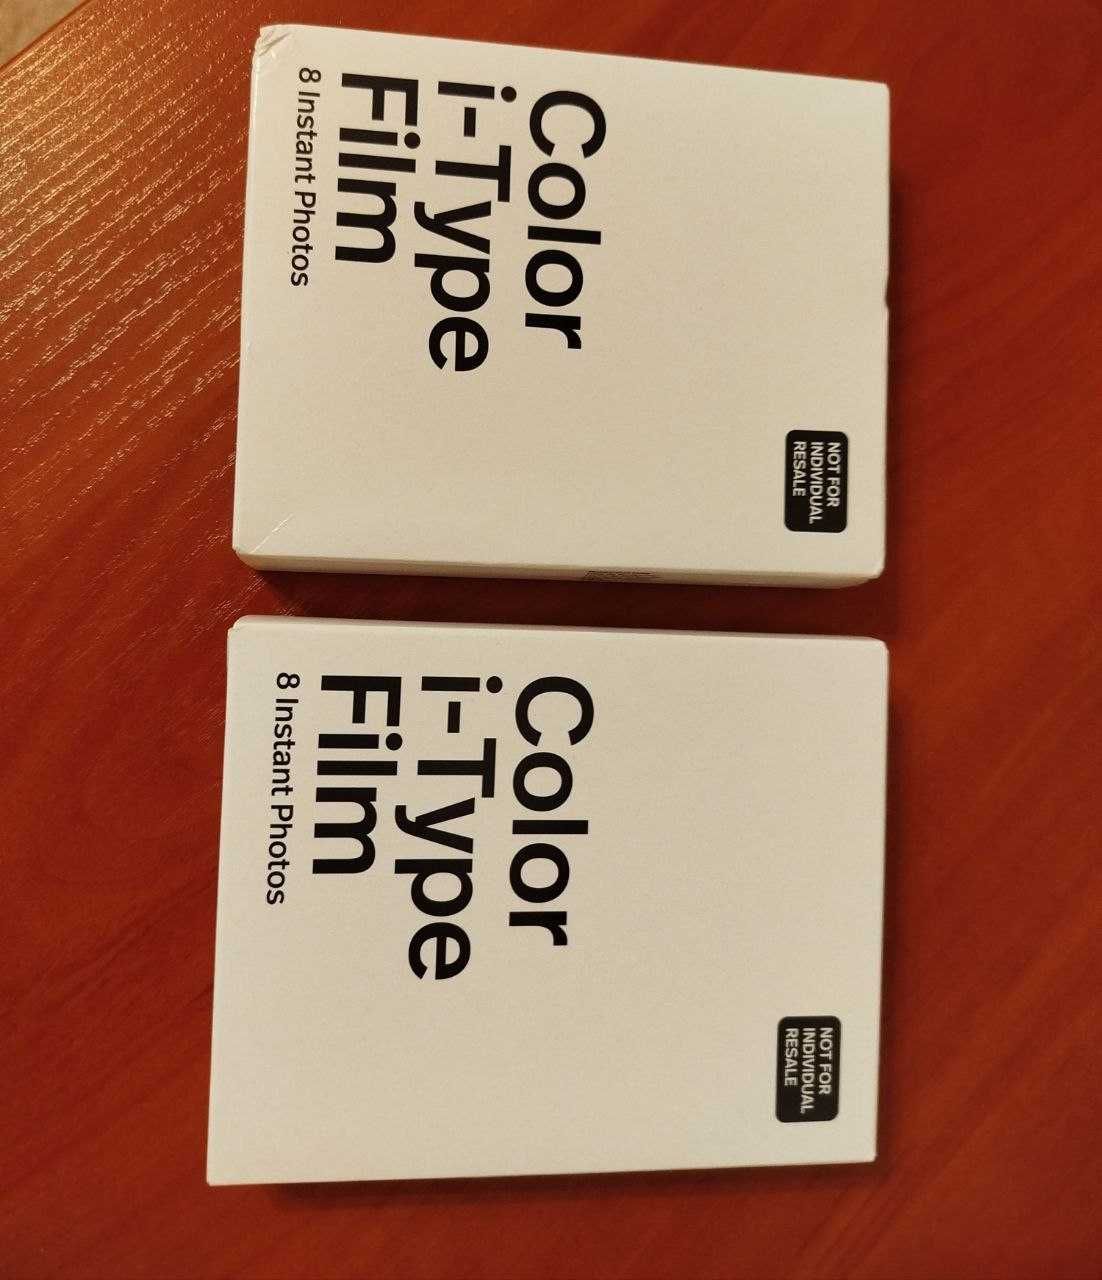 Color
i-Type
Film
8 Instant Photos
NOT FOR
INDIVIDUAL
RESALE
Color
i-Type
Film
8 Instant Photos
NOT FOR
INDIVIDUAL
RESALE